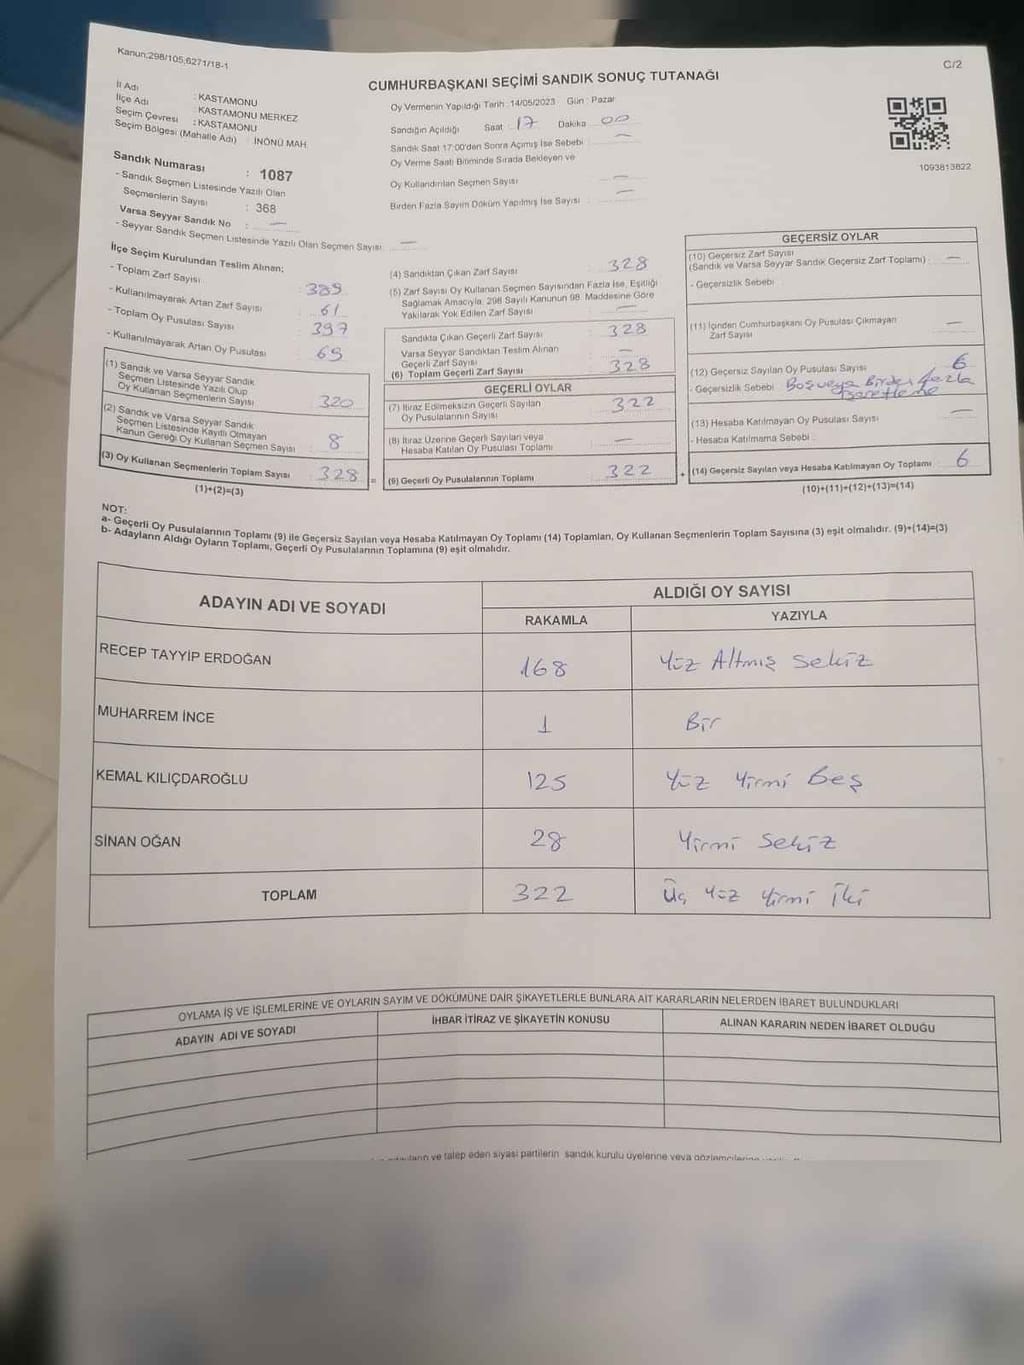 Kanun:298/105,6271/18-1
C/2
CUMHURBAŞKANI SEÇİMİ SANDIK SONUÇ TUTANAĞI
İl Adı : KASTAMONU
İlçe Adı : KASTAMONU MERKEZ
Seçim Çevresi : KASTAMONU
Seçim Bölgesi (Mahalle Adı) : İNÖNÜ MAH
Sandık Numarası : 1087
- Sandık Seçmen Listesinde Yazılı Olan
Seçmenlerin Sayısı : 368
Varsa Seyyar Sandık No : —
- Seyyar Sandık Seçmen Listesinde Yazılı Olan Seçmen Sayısı —
Oy Vermenin Yapıldığı Tarih : 14/05/2023 Gün : Pazar
Sandığın Açıldığı Saat 17 Dakika 00
Sandık Saat 17:00'den Sonra Açımış İse Sebebi : —
Oy Verme Saati Bitiminde Sırada Bekleyen ve
Oy Kullandırılan Seçmen Sayısı : —
Birden Fazla Sayım Döküm Yapılmış İse Sayısı : —
1093813822
İlçe Seçim Kurulundan Teslim Alınan;
- Toplam Zarf Sayısı : 389
- Kullanılmayarak Artan Zarf Sayısı : 61
- Toplam Oy Pusulası Sayısı : 397
- Kullanılmayarak Artan Oy Pusulası : 69
(1) Sandık ve Varsa Seyyar Sandık
Seçmen Listesinde Yazılı Olup
Oy Kullanan Seçmenlerin Sayısı 320
(2) Sandık ve Varsa Seyyar Sandık
Seçmen Listesinde Kayıtlı Olmayan
Kanun Gereği Oy Kullanan Seçmen Sayısı 8
(3) Oy Kullanan Seçmenlerin Toplam Sayısı 328
(1)+(2)=(3)
=
(4) Sandıktan Çıkan Zarf Sayısı : 328
(5) Zarf Sayısı Oy Kullanan Seçmen Sayısından Fazla İse, Eşitliği
Sağlamak Amacıyla, 298 Sayılı Kanunun 98. Maddesine Göre
Yakılarak Yok Edilen Zarf Sayısı : —
Sandıkta Çıkan Geçerli Zarf Sayısı : 328
Varsa Seyyar Sandıktan Teslim Alınan
Geçerli Zarf Sayısı : —
(6) Toplam Geçerli Zarf Sayısı : 328
GEÇERLİ OYLAR
(7) İtiraz Edilmeksizin Geçerli Sayılan
Oy Pusulalarının Sayısı : 322
(8) İtiraz Üzerine Geçerli Sayılan veya
Hesaba Katılan Oy Pusulası Toplamı : —
(9) Geçerli Oy Pusulalarının Toplamı : 322
+
GEÇERSİZ OYLAR
(10) Geçersiz Zarf Sayısı
(Sandık ve Varsa Seyyar Sandık Geçersiz Zarf Toplamı) : —
- Geçersizlik Sebebi :
(11) İçinden Cumhurbaşkanı Oy Pusulası Çıkmayan
Zarf Sayısı : —
(12) Geçersiz Sayılan Oy Pusulası Sayısı : 6
- Geçersizlik Sebebi : Boş veya Birden fazla
işaretleme
(13) Hesaba Katılmayan Oy Pusulası Sayısı : —
- Hesaba Katılmama Sebebi :
(14) Geçersiz Sayılan veya Hesaba Katılmayan Oy Toplamı : 6
(10)+(11)+(12)+(13)=(14)
NOT:
a- Geçerli Oy Pusulalarının Toplamı (9) ile Geçersiz Sayılan veya Hesaba Katılmayan Oy Toplamı (14) Toplamları, Oy Kullanan Seçmenlerin Toplam Sayısına (3) eşit olmalıdır. (9)+(14)=(3)
b- Adayların Aldığı Oyların Toplamı, Geçerli Oy Pusulalarının Toplamına (9) eşit olmalıdır.
ADAYIN ADI VE SOYADI
ALDIĞI OY SAYISI
RAKAMLA YAZIYLA
RECEP TAYYİP ERDOĞAN 168 Yüz Altmış Sekiz
MUHARREM İNCE 1 Bir
KEMAL KILIÇDAROĞLU 125 Yüz Yirmi Beş
SİNAN OĞAN 28 Yirmi Sekiz
TOPLAM 322 Üç Yüz Yirmi İki
OYLAMA İŞ VE İŞLEMLERİNE VE OYLARIN SAYIM VE DÖKÜMÜNE DAİR ŞİKAYETLERLE BUNLARA AİT KARARLARIN NELERDEN İBARET BULUNDUKLARI
ADAYIN ADI VE SOYADI İHBAR İTİRAZ VE ŞİKAYETİN KONUSU ALINAN KARARIN NEDEN İBARET OLDUĞU
ve talep eden siyasi partilerin sandık kurulu üyelerine veya gözlemcilerine